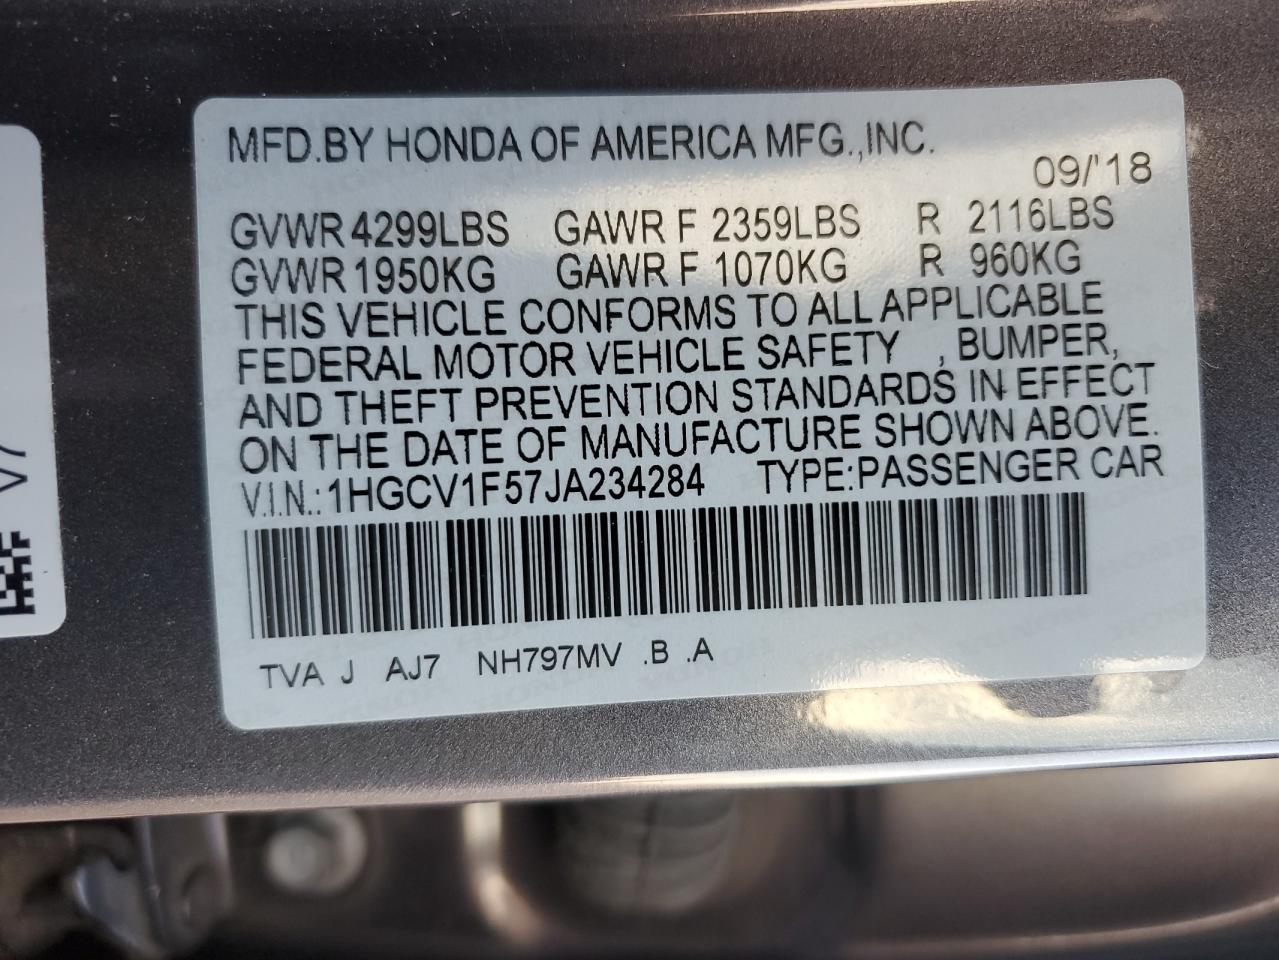 MFD.BY HONDA OF AMERICA MFG.,INC.
09/'18
GVWR 4299LBS GAWR F 2359LBS R 2116LBS
GVWR 1950KG GAWR F 1070KG R 960KG
THIS VEHICLE CONFORMS TO ALL APPLICABLE
FEDERAL MOTOR VEHICLE SAFETY , BUMPER,
AND THEFT PREVENTION STANDARDS IN EFFECT
ON THE DATE OF MANUFACTURE SHOWN ABOVE.
V.I.N.:1HGCV1F57JA234284 TYPE:PASSENGER CAR
TVA J AJ7 NH797MV .B .A
V7